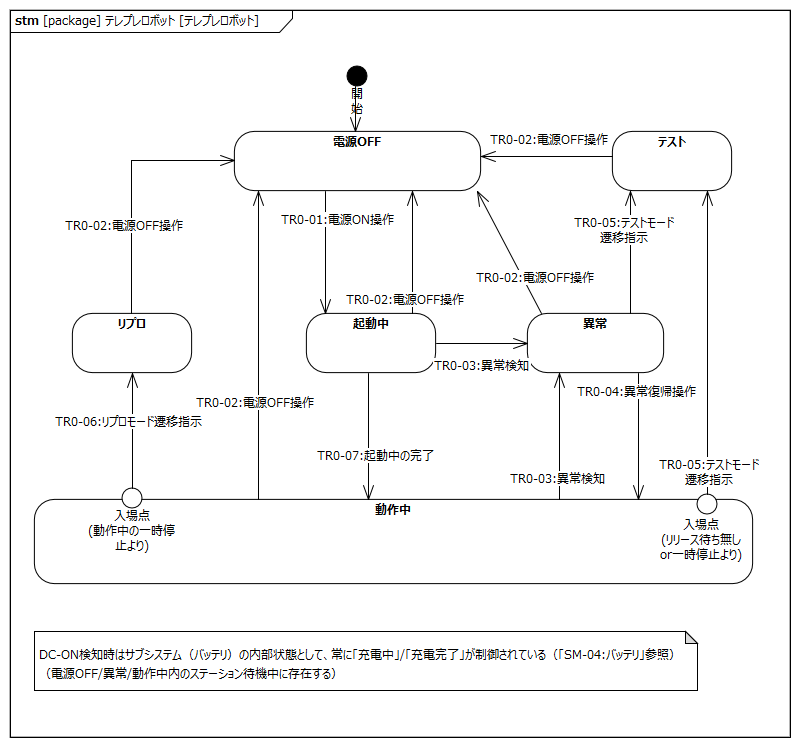 stm [package] テレプレロボット [テレプレロボット]
開
始
電源OFF
テスト
TR0-02:電源OFF操作
TR0-02:電源OFF操作
TR0-01:電源ON操作
TR0-05:テストモード
遷移指示
TR0-02:電源OFF操作
TR0-02:電源OFF操作
リプロ
起動中
異常
TR0-03:異常検知
TR0-04:異常復帰操作
TR0-02:電源OFF操作
TR0-06:リプロモード遷移指示
TR0-07:起動中の完了
TR0-05:テストモード
遷移指示
TR0-03:異常検知
動作中
入場点
(動作中の一時停
止より)
入場点
(リリース待ち無し
or一時停止より)
DC-ON検知時はサブシステム（バッテリ）の内部状態として、常に「充電中」/「充電完了」が制御されている（「SM-04:バッテリ」参照）
（電源OFF/異常/動作中内のステーション待機中に存在する）